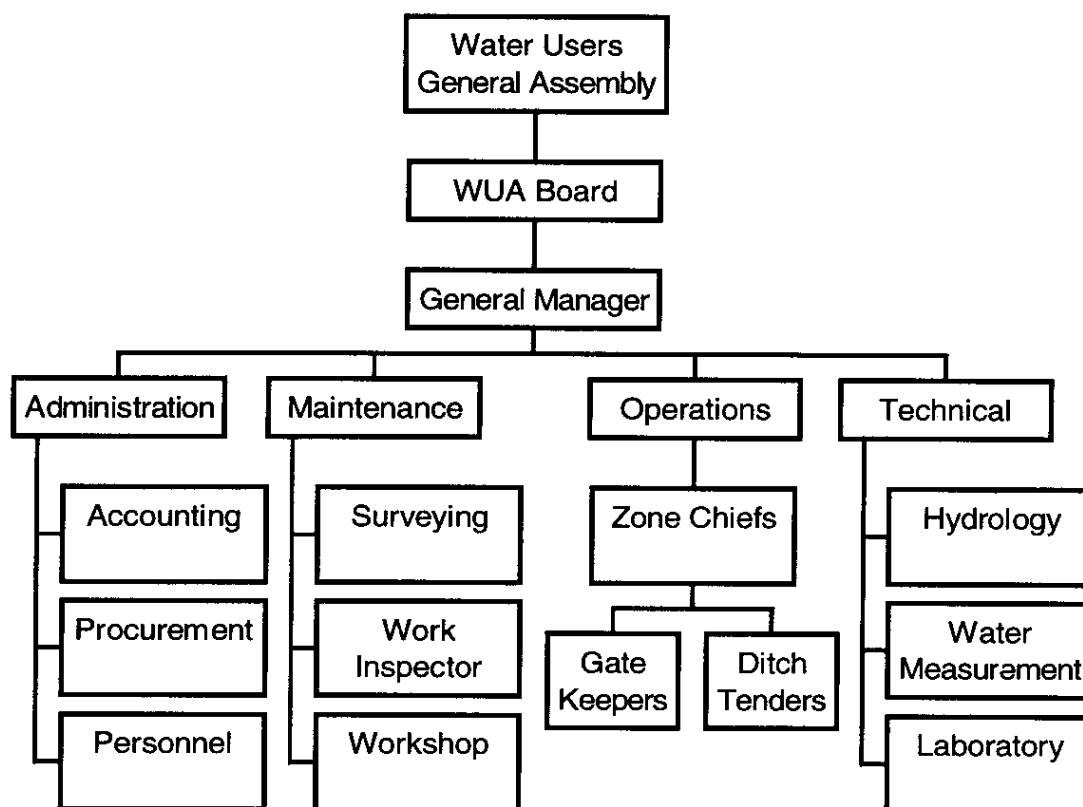 Water Users
General Assembly
WUA Board
General Manager
Administration
Maintenance
Operations
Technical
Accounting
Surveying
Zone Chiefs
Hydrology
Procurement
Work
Inspector
Gate
Keepers
Ditch
Tenders
Water
Measurement
Personnel
Workshop
Laboratory